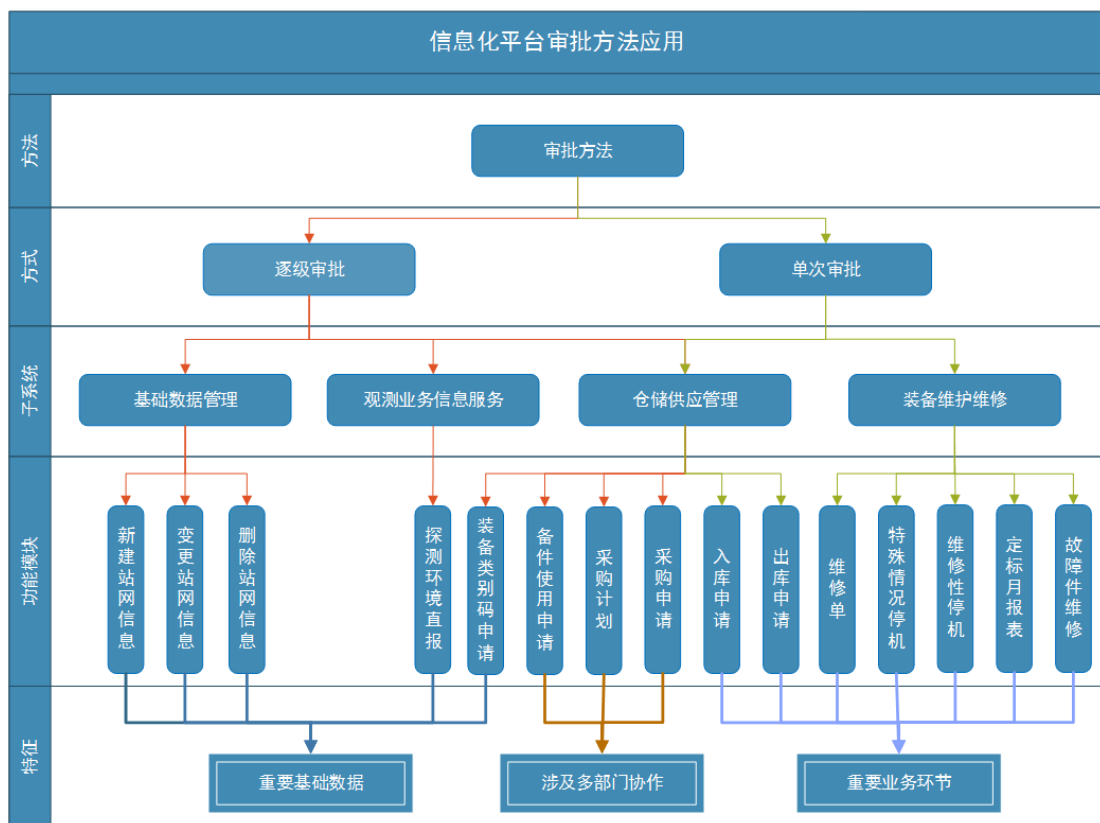 信息化平台审批方法应用
方法
审批方法
方式
逐级审批
单次审批
子系统
基础数据管理
观测业务信息服务
仓储供应管理
装备维护维修
功能模块
新建站网信息
变更站网信息
删除站网信息
探测环境直报
装备类别码申请
备件使用申请
采购计划
采购申请
入库申请
出库申请
维修单
特殊情况停机
维修性停机
定标月报表
故障件维修
特征
重要基础数据
涉及多部门协作
重要业务环节